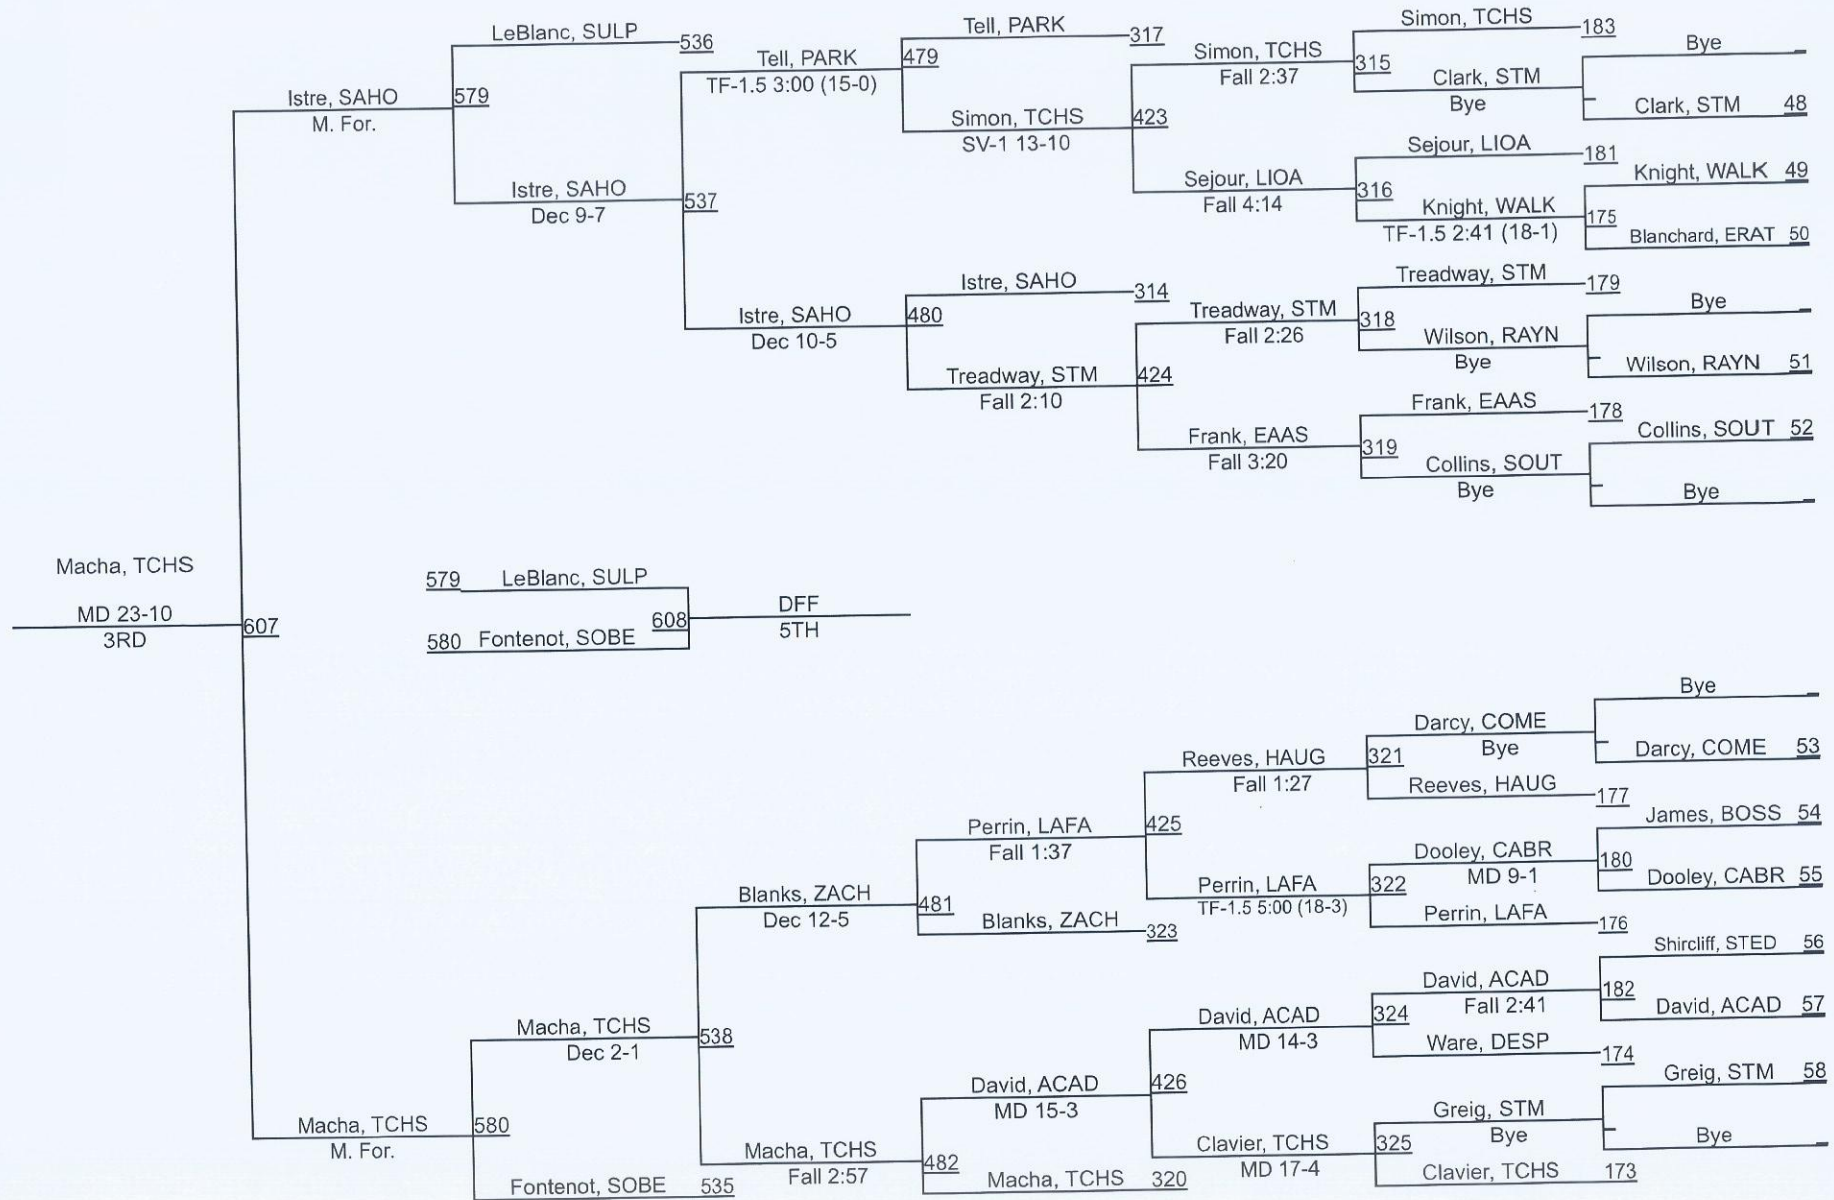 Simon, TCHS 183
Tell, PARK 317
LeBlanc, SULP 536
Bye
Simon, TCHS
Fall 2:37
315
479
Tell, PARK
TF-1.5 3:00 (15-0)
Clark, STM
Bye
Clark, STM 48
Istre, SAHO
M. For.
579
Simon, TCHS
SV-1 13-10
423
Sejour, LIOA 181
Knight, WALK 49
Sejour, LIOA
Fall 4:14
316
Istre, SAHO
Dec 9-7
537
Knight, WALK
TF-1.5 2:41 (18-1)
175
Blanchard, ERAT 50
Treadway, STM 179
Istre, SAHO 314
Bye
Istre, SAHO
Dec 10-5
480
Treadway, STM
Fall 2:26
318
Wilson, RAYN
Bye
Wilson, RAYN 51
Treadway, STM
Fall 2:10
424
Frank, EAAS 178
Collins, SOUT 52
Frank, EAAS
Fall 3:20
319
Collins, SOUT
Bye
Bye
Macha, TCHS
MD 23-10
3RD
607
579 LeBlanc, SULP
608
580 Fontenot, SOBE
DFF
5TH
Bye
Darcy, COME
Bye
Darcy, COME 53
Reeves, HAUG
Fall 1:27
321
Reeves, HAUG 177
James, BOSS 54
Perrin, LAFA
Fall 1:37
425
Dooley, CABR
MD 9-1
180
Dooley, CABR 55
Blanks, ZACH
Dec 12-5
481
Perrin, LAFA
TF-1.5 5:00 (18-3)
322
Perrin, LAFA 176
Blanks, ZACH 323
Shircliff, STED 56
David, ACAD
Fall 2:41
182
David, ACAD 57
Macha, TCHS
Dec 2-1
538
David, ACAD
MD 14-3
324
Ware, DESP 174
David, ACAD
MD 15-3
426
Greig, STM 58
Macha, TCHS
M. For.
580
Greig, STM
Bye
Bye
Macha, TCHS
Fall 2:57
482
Clavier, TCHS
MD 17-4
325
Clavier, TCHS 173
Macha, TCHS 320
Fontenot, SOBE 535